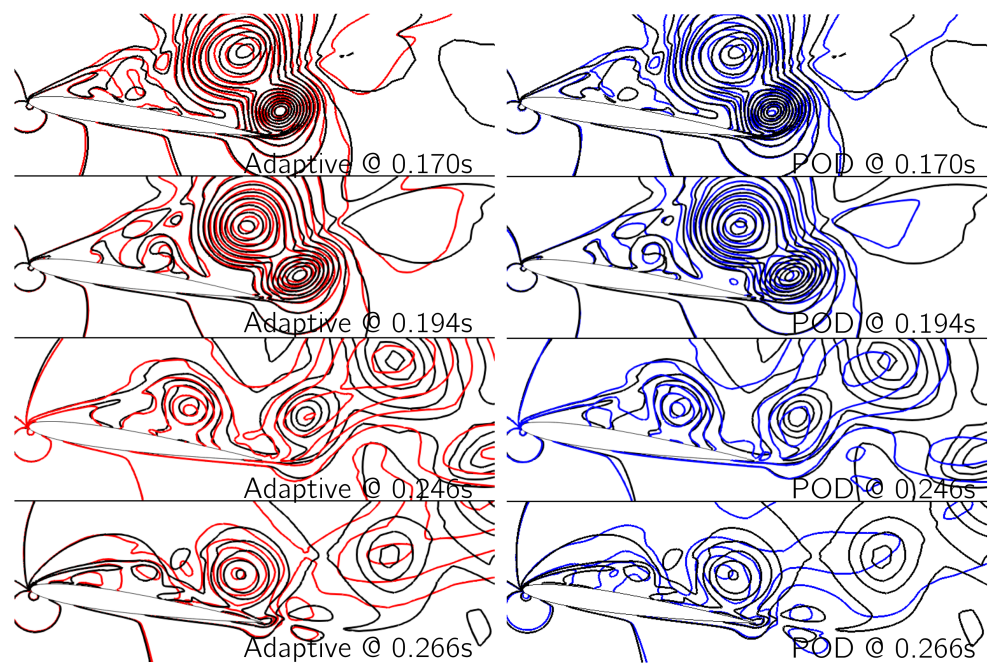 Adaptive @ 0.170s
POD @ 0.170s
Adaptive @ 0.194s
POD @ 0.194s
Adaptive @ 0.246s
POD @ 0.246s
Adaptive @ 0.266s
POD @ 0.266s